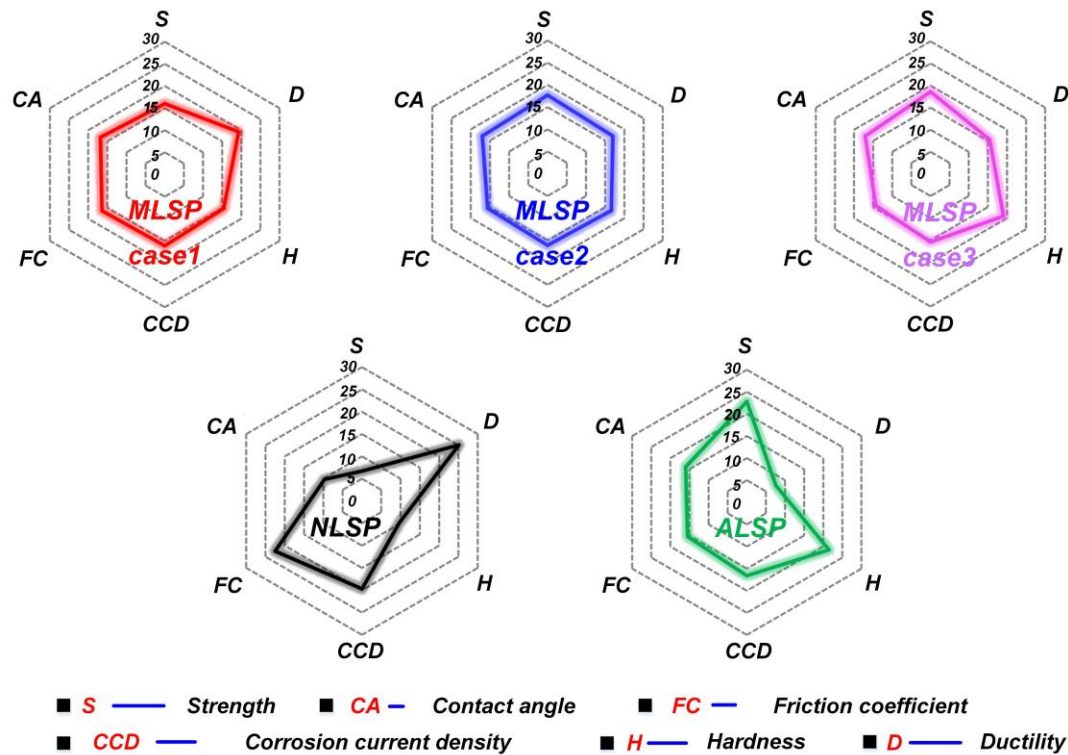 S
30
25
20
15
10
5
0
CA
D
FC
H
CCD
MLSP
case1
S
30
25
20
15
10
5
0
CA
D
FC
H
CCD
MLSP
case2
S
30
25
20
15
10
5
0
CA
D
FC
H
CCD
MLSP
case3
S
30
25
20
15
10
5
0
CA
D
FC
H
CCD
NLSP
S
30
25
20
15
10
5
0
CA
D
FC
H
CCD
ALSP
S Strength
CA Contact angle
FC Friction coefficient
CCD Corrosion current density
H Hardness
D Ductility